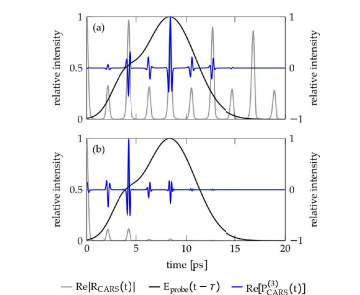 (a)
1
0.5
0
1
0
−1
relative intensity
relative intensity
(b)
1
0.5
0
1
0
−1
relative intensity
relative intensity
0 5 10 15 20
time [ps]
Re|R_CARS(t)| E_probe(t − τ) Re[P^(3)_CARS(t)]